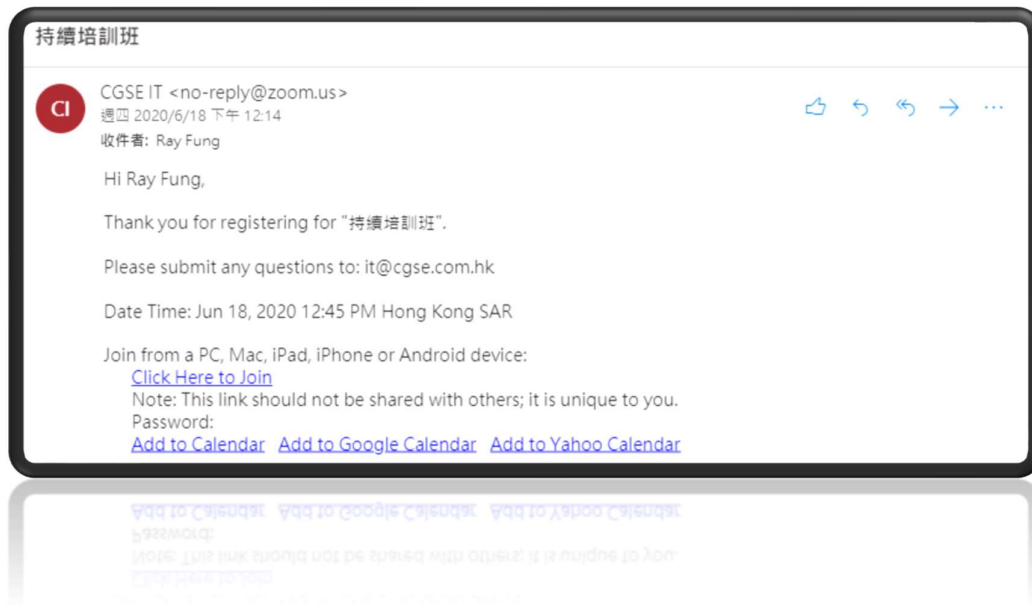 持續培訓班
CI
CGSE IT <no-reply@zoom.us>
週四 2020/6/18 下午 12:14
收件者: Ray Fung
Hi Ray Fung,
Thank you for registering for "持續培訓班".
Please submit any questions to: it@cgse.com.hk
Date Time: Jun 18, 2020 12:45 PM Hong Kong SAR
Join from a PC, Mac, iPad, iPhone or Android device:
Click Here to Join
Note: This link should not be shared with others; it is unique to you.
Password:
Add to Calendar Add to Google Calendar Add to Yahoo Calendar